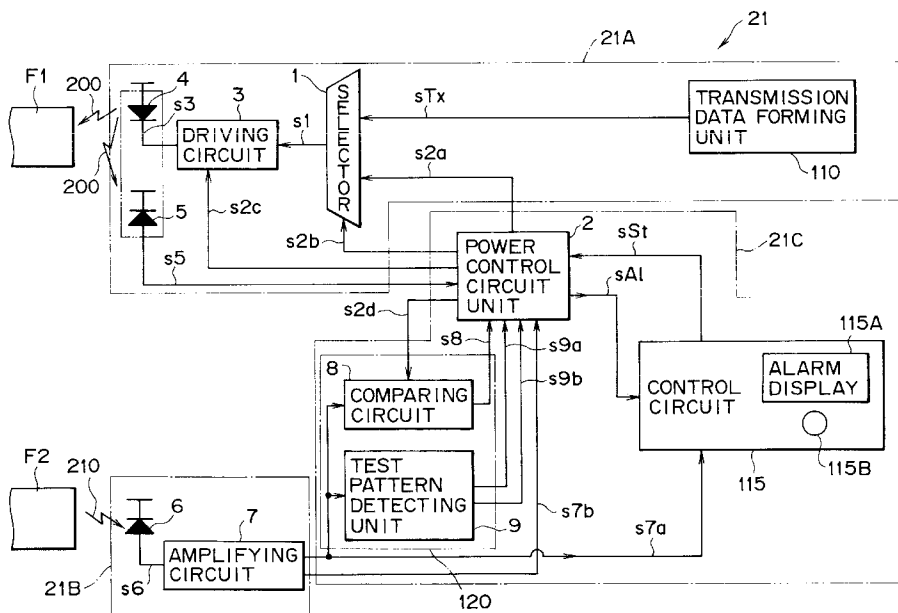 21
21A
F1
200
4
s3
3
DRIVING
CIRCUIT
1
SELECTOR
s1
sTx
TRANSMISSION
DATA FORMING
UNIT
110
200
s2a
5
s2c
s2b
2
POWER
CONTROL
CIRCUIT
UNIT
sSt
21C
s5
sAl
s2d
s8
s9a
s9b
115A
8
COMPARING
CIRCUIT
CONTROL
CIRCUIT
ALARM
DISPLAY
F2
210
6
7
TEST
PATTERN
DETECTING
UNIT
9
s7b
115
115B
s7a
AMPLIFYING
CIRCUIT
21B
s6
120